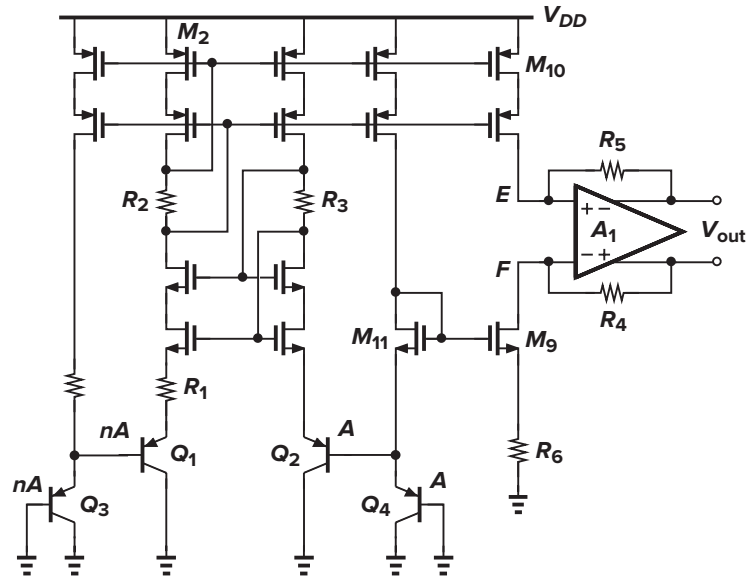 V_DD
M_2
M_10
R_5
R_2
R_3
E
+ −
A_1
V_out
− +
F
R_4
M_11
M_9
R_1
nA
A
Q_1
Q_2
R_6
nA
A
Q_3
Q_4